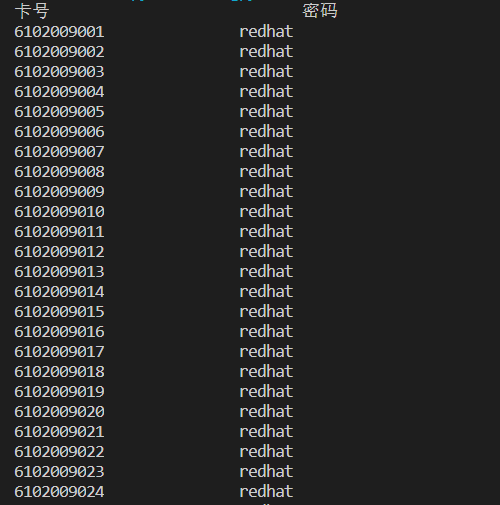 卡号 密码
6102009001 redhat
6102009002 redhat
6102009003 redhat
6102009004 redhat
6102009005 redhat
6102009006 redhat
6102009007 redhat
6102009008 redhat
6102009009 redhat
6102009010 redhat
6102009011 redhat
6102009012 redhat
6102009013 redhat
6102009014 redhat
6102009015 redhat
6102009016 redhat
6102009017 redhat
6102009018 redhat
6102009019 redhat
6102009020 redhat
6102009021 redhat
6102009022 redhat
6102009023 redhat
6102009024 redhat